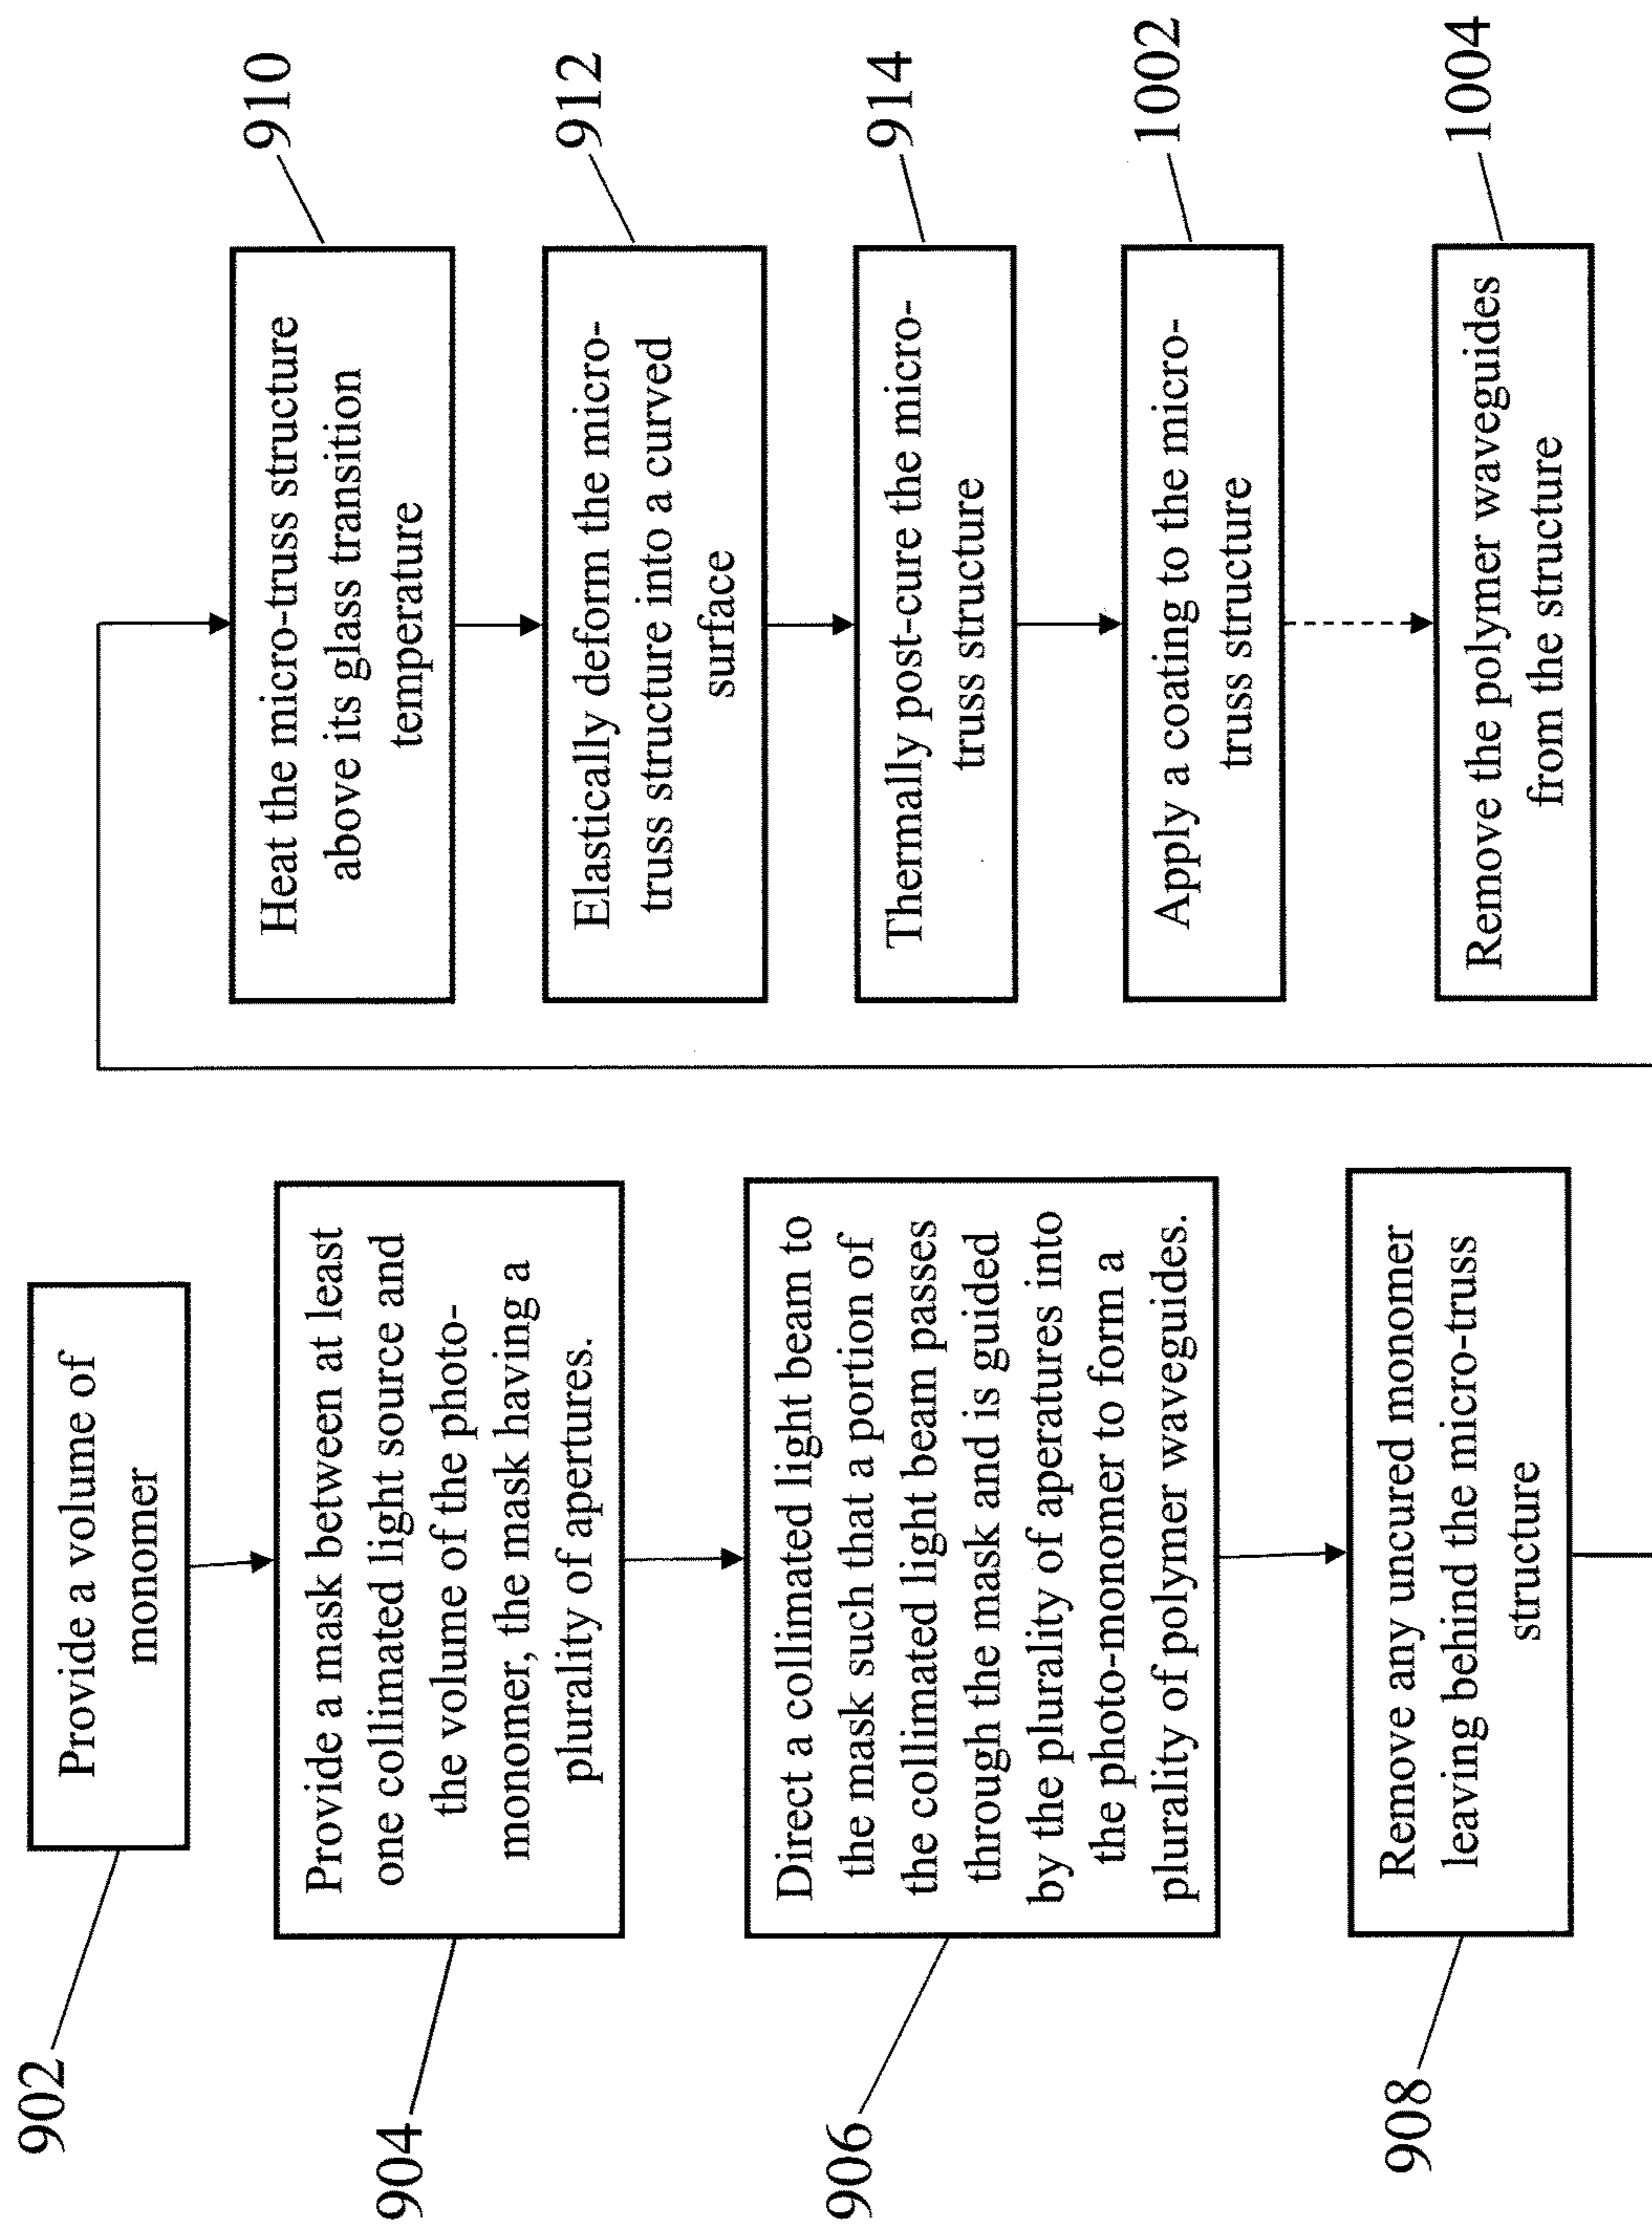 902
Provide a volume of
monomer
904
Provide a mask between at least
one collimated light source and
the volume of the photo-
monomer, the mask having a
plurality of apertures.
906
Direct a collimated light beam to
the mask such that a portion of
the collimated light beam passes
through the mask and is guided
by the plurality of aperatures into
the photo-monomer to form a
plurality of polymer waveguides.
908
Remove any uncured monomer
leaving behind the micro-truss
structure
910
Heat the micro-truss structure
above its glass transition
temperature
912
Elastically deform the micro-
truss structure into a curved
surface
914
Thermally post-cure the micro-
truss structure
1002
Apply a coating to the micro-
truss structure
1004
Remove the polymer waveguides
from the structure